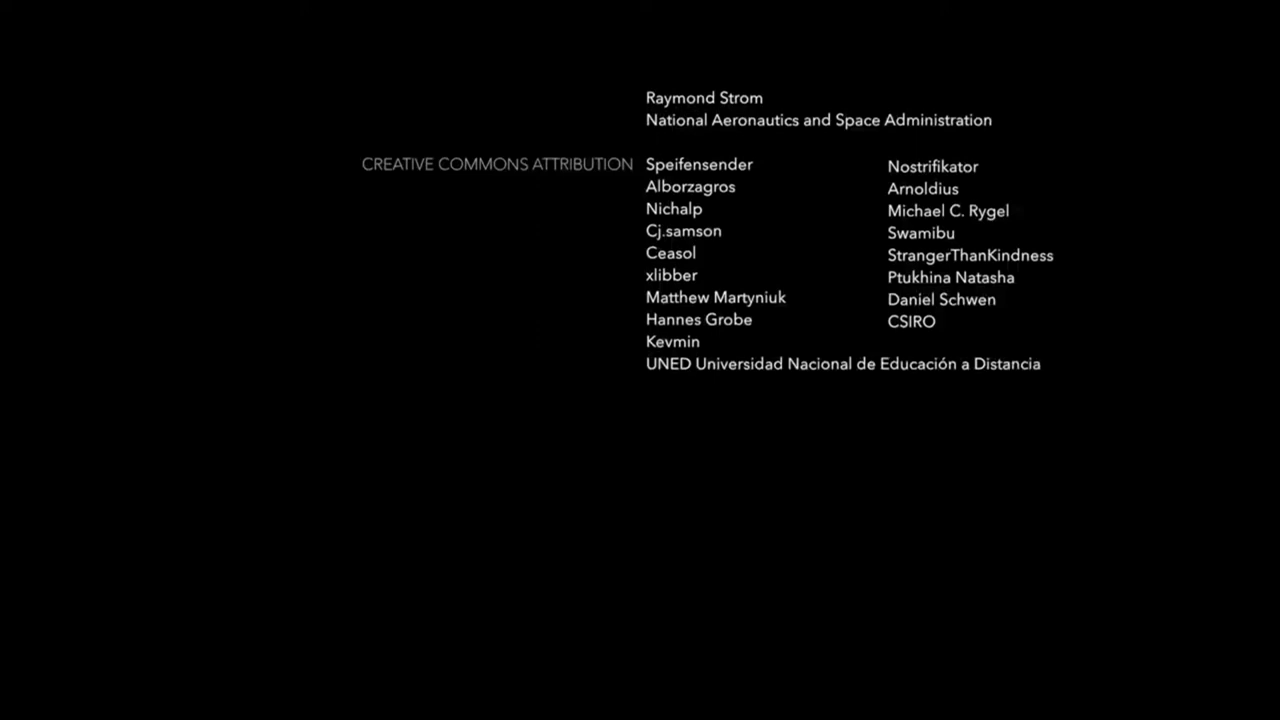 Raymond Strom
National Aeronautics and Space Administration
CREATIVE COMMONS ATTRIBUTION
Speifensender
Alborzagros
Nichalp
Cj.samson
Ceasol
xlibber
Matthew Martyniuk
Hannes Grobe
Kevmin
UNED Universidad Nacional de Educación a Distancia
Nostrifikator
Arnoldius
Michael C. Rygel
Swamibu
StrangerThanKindness
Ptukhina Natasha
Daniel Schwen
CSIRO